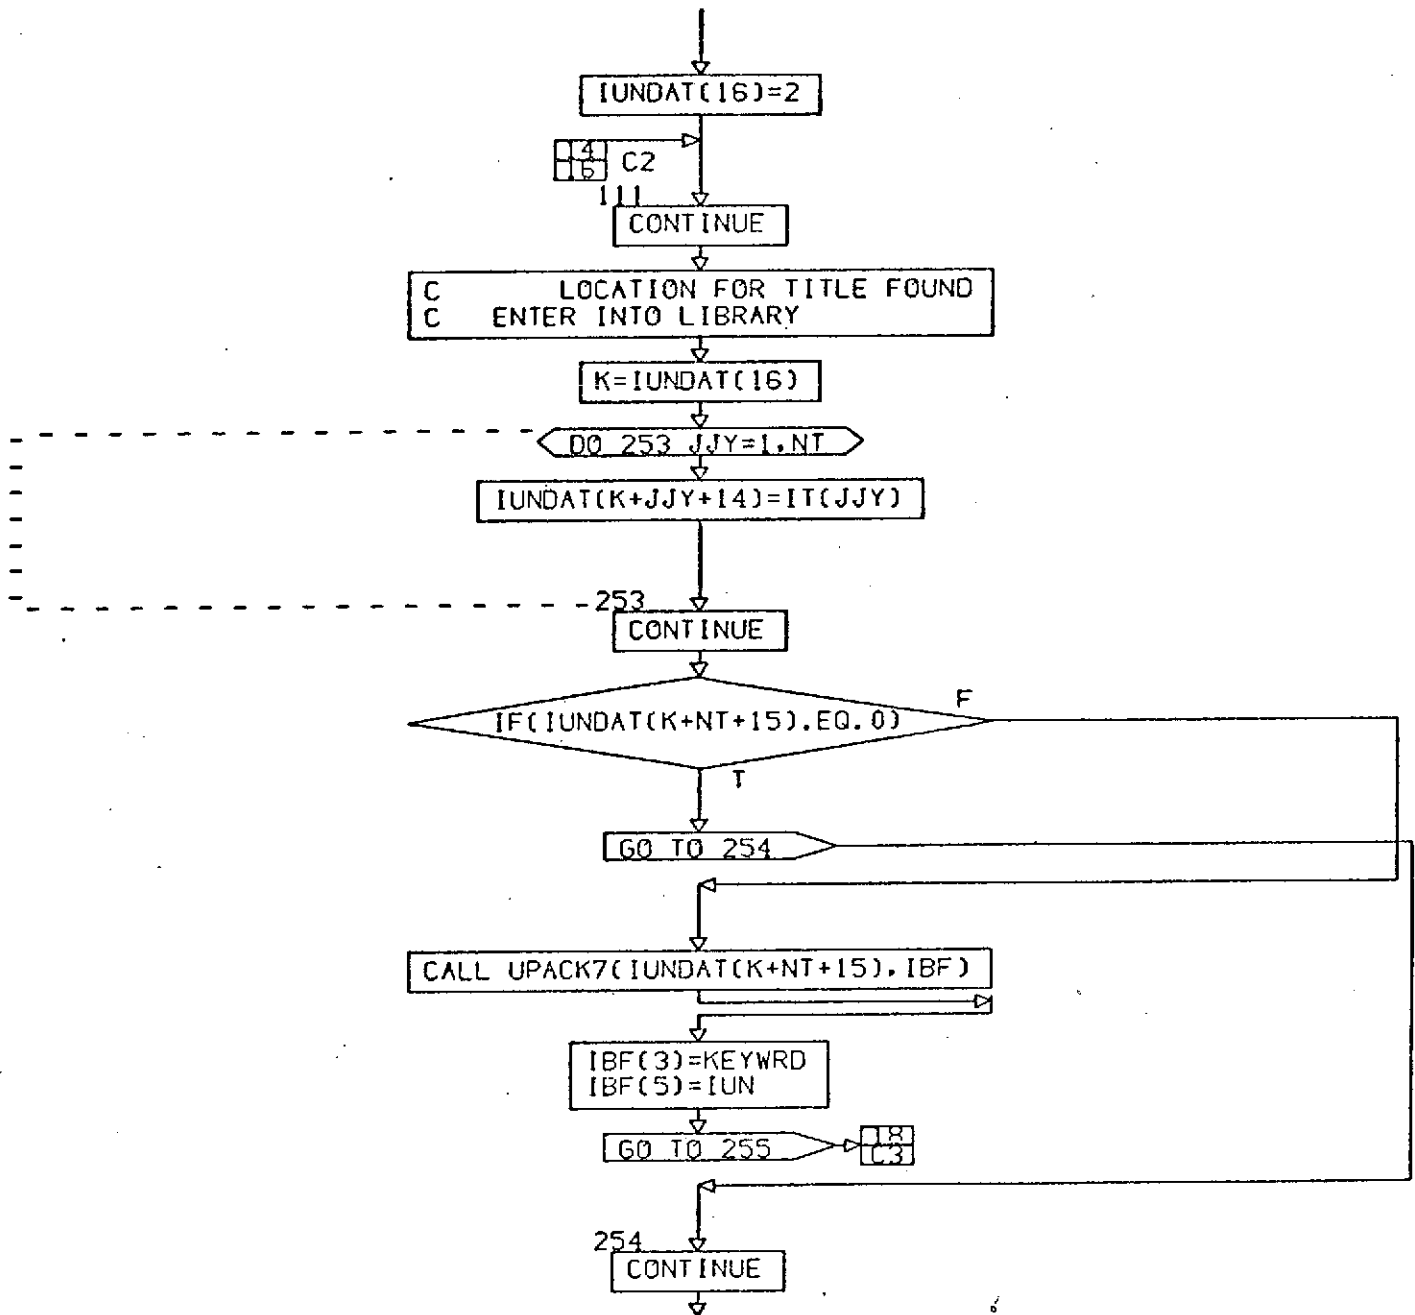 IUNDAT(16)=2
14
16 C2
111
CONTINUE
C LOCATION FOR TITLE FOUND
C ENTER INTO LIBRARY
K=IUNDAT(16)
DO 253 JJY=1,NT
IUNDAT(K+JJY+14)=IT(JJY)
253
CONTINUE
IF(IUNDAT(K+NT+15).EQ.0)
F
T
GO TO 254
CALL UPACK7(IUNDAT(K+NT+15),IBF)
IBF(3)=KEYWRD
IBF(5)=IUN
GO TO 255
18
C3
254
CONTINUE